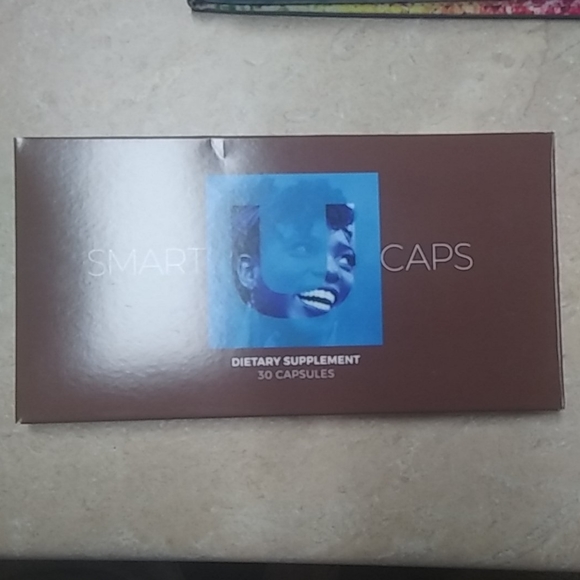 SMART U CAPS
DIETARY SUPPLEMENT
30 CAPSULES